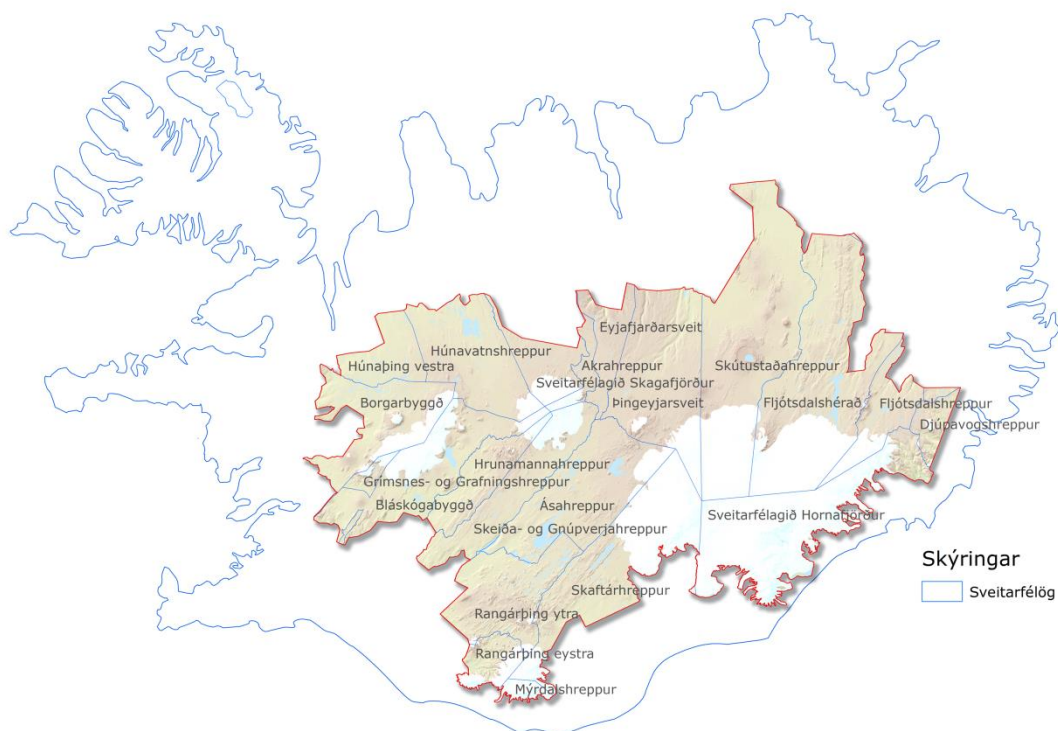 Eyjafjarðarsveit
Húnavatnshreppur
Húnaþing vestra
Akrahreppur
Skútustaðahreppur
Sveitarfélagið Skagafjörður
Borgarbyggð
Þingeyjarsveit
Fljótsdalshérað
Fljótsdalshreppur
Djúpavogshreppur
Hrunamannahreppur
Grímsnes- og Grafningshreppur
Bláskógabyggð
Ásahreppur
Sveitarfélagið Hornafjörður
Skeiða- og Gnúpverjahreppur
Skýringar
Sveitarfélög
Skaftárhreppur
Rangárþing ytra
Rangárþing eystra
Mýrdalshreppur